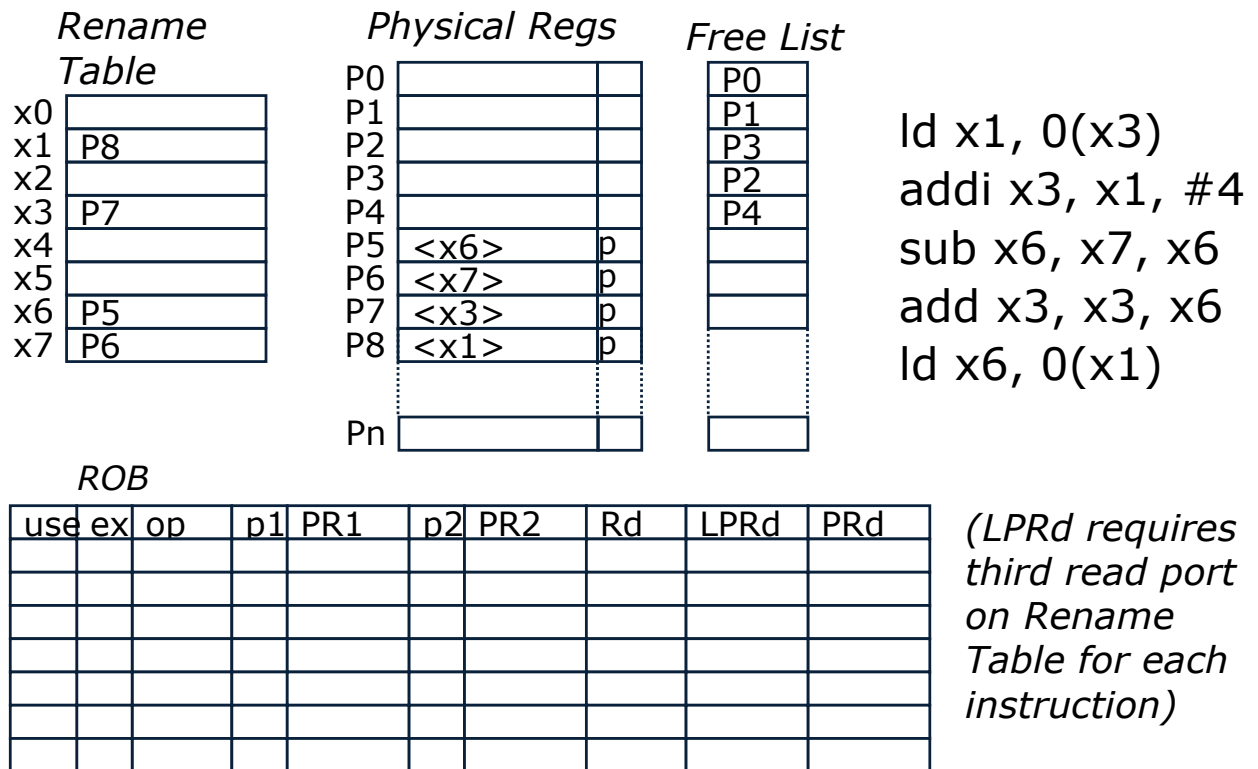 Rename
Table
x0
x1 P8
x2
x3 P7
x4
x5
x6 P5
x7 P6
Physical Regs
P0
P1
P2
P3
P4
P5 <x6> p
P6 <x7> p
P7 <x3> p
P8 <x1> p
Pn
Free List
P0
P1
P3
P2
P4
ld x1, 0(x3)
addi x3, x1, #4
sub x6, x7, x6
add x3, x3, x6
ld x6, 0(x1)
ROB
use ex op p1 PR1 p2 PR2 Rd LPRd PRd
(LPRd requires
third read port
on Rename
Table for each
instruction)